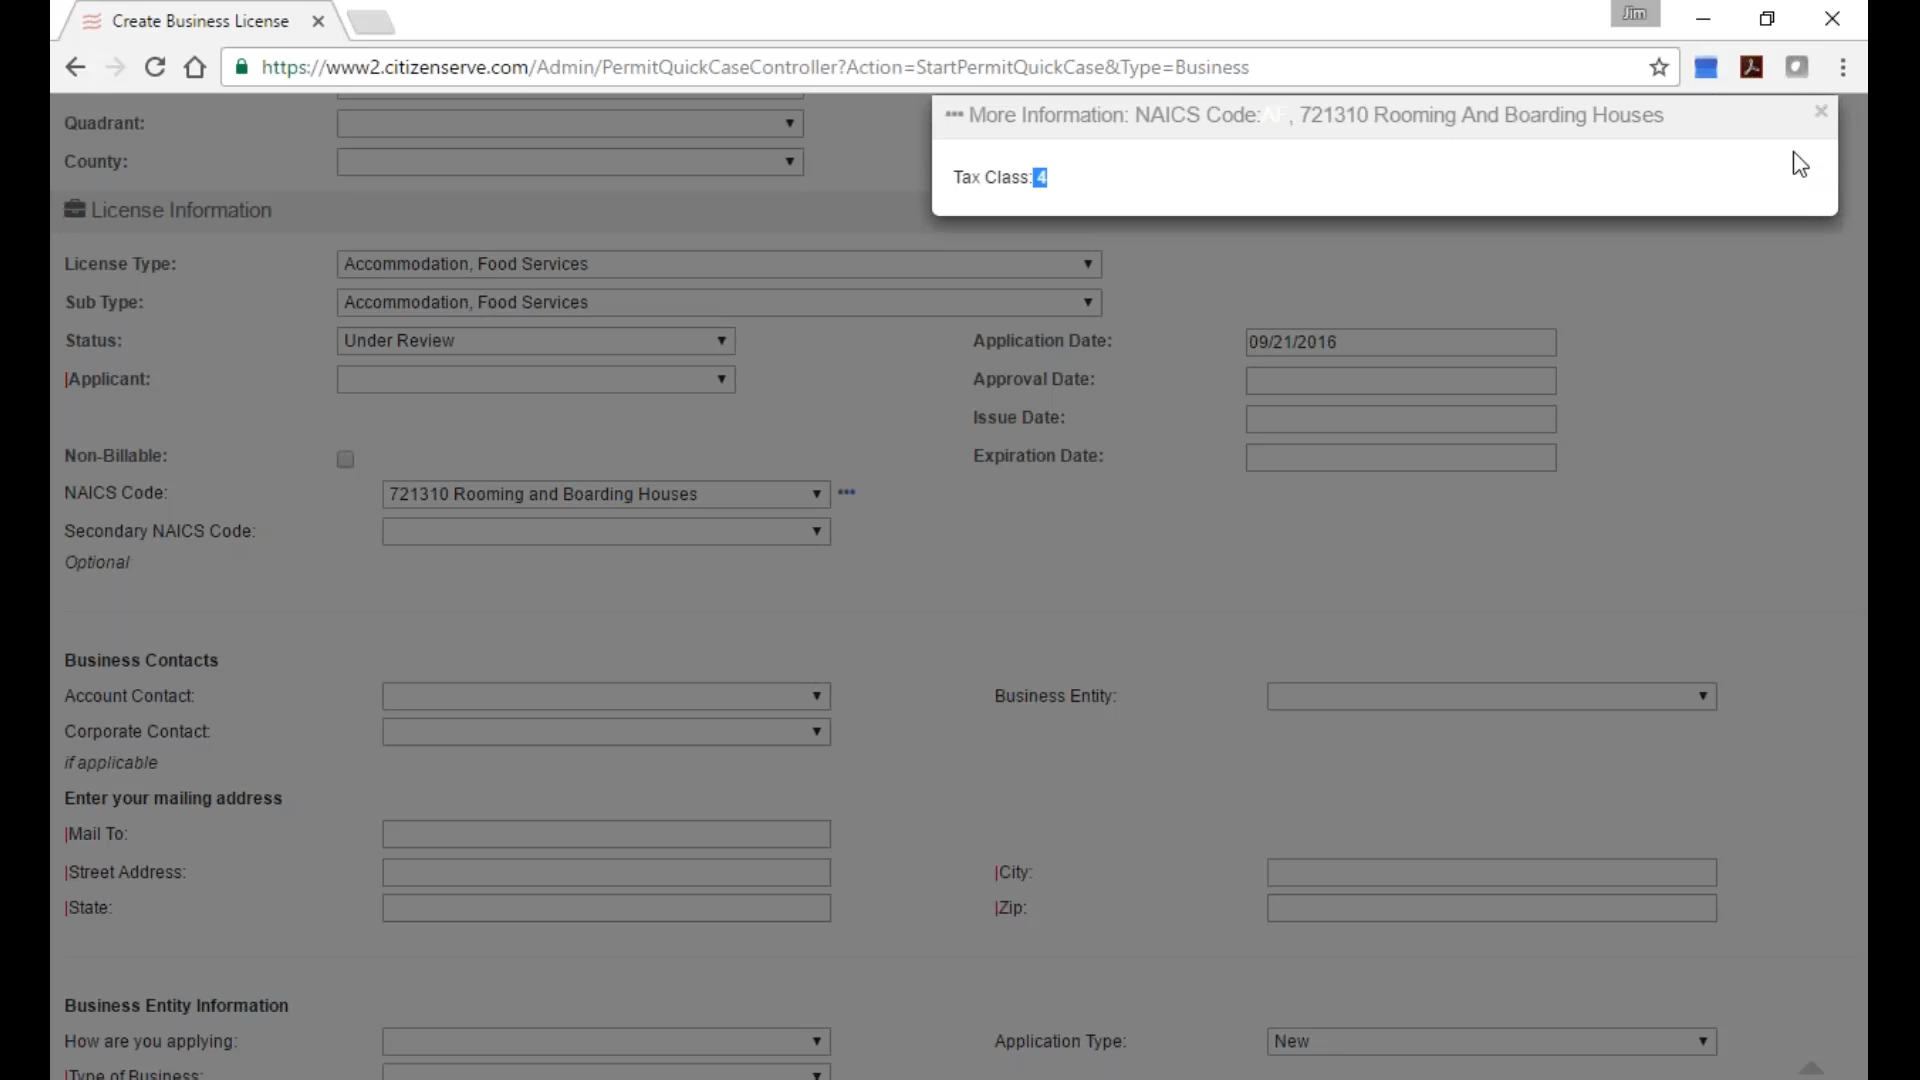 Create Business License
Jim
https://www2.citizenserve.com/Admin/PermitQuickCaseController?Action=StartPermitQuickCase&Type=Business
More Information: NAICS Code: AF, 721310 Rooming And Boarding Houses
Tax Class: 4
Quadrant:
County:
License Information
License Type: Accommodation, Food Services
Sub Type: Accommodation, Food Services
Status: Under Review Application Date: 09/21/2016
|Applicant: Approval Date:
Issue Date:
Non-Billable: Expiration Date:
NAICS Code: 721310 Rooming and Boarding Houses
Secondary NAICS Code:
Optional
Business Contacts
Account Contact: Business Entity:
Corporate Contact:
if applicable
Enter your mailing address
|Mail To:
|Street Address: |City:
|State: |Zip:
Business Entity Information
How are you applying: Application Type: New
|Type of Business: